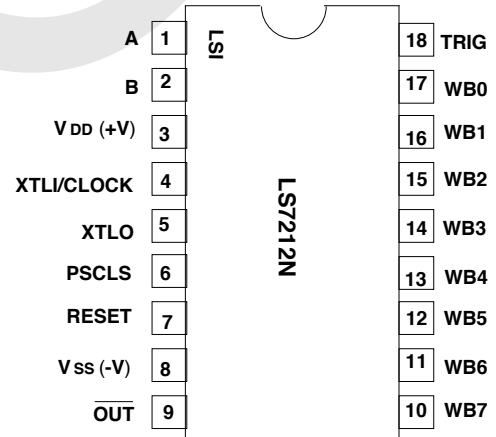 A 1 LSI 18 TRIG
B 2 17 WB0
V DD (+V) 3 16 WB1
XTLI/CLOCK 4 15 WB2
XTLO 5 LS7212N 14 WB3
PSCLS 6 13 WB4
RESET 7 12 WB5
V SS (-V) 8 11 WB6
OUT 9 10 WB7